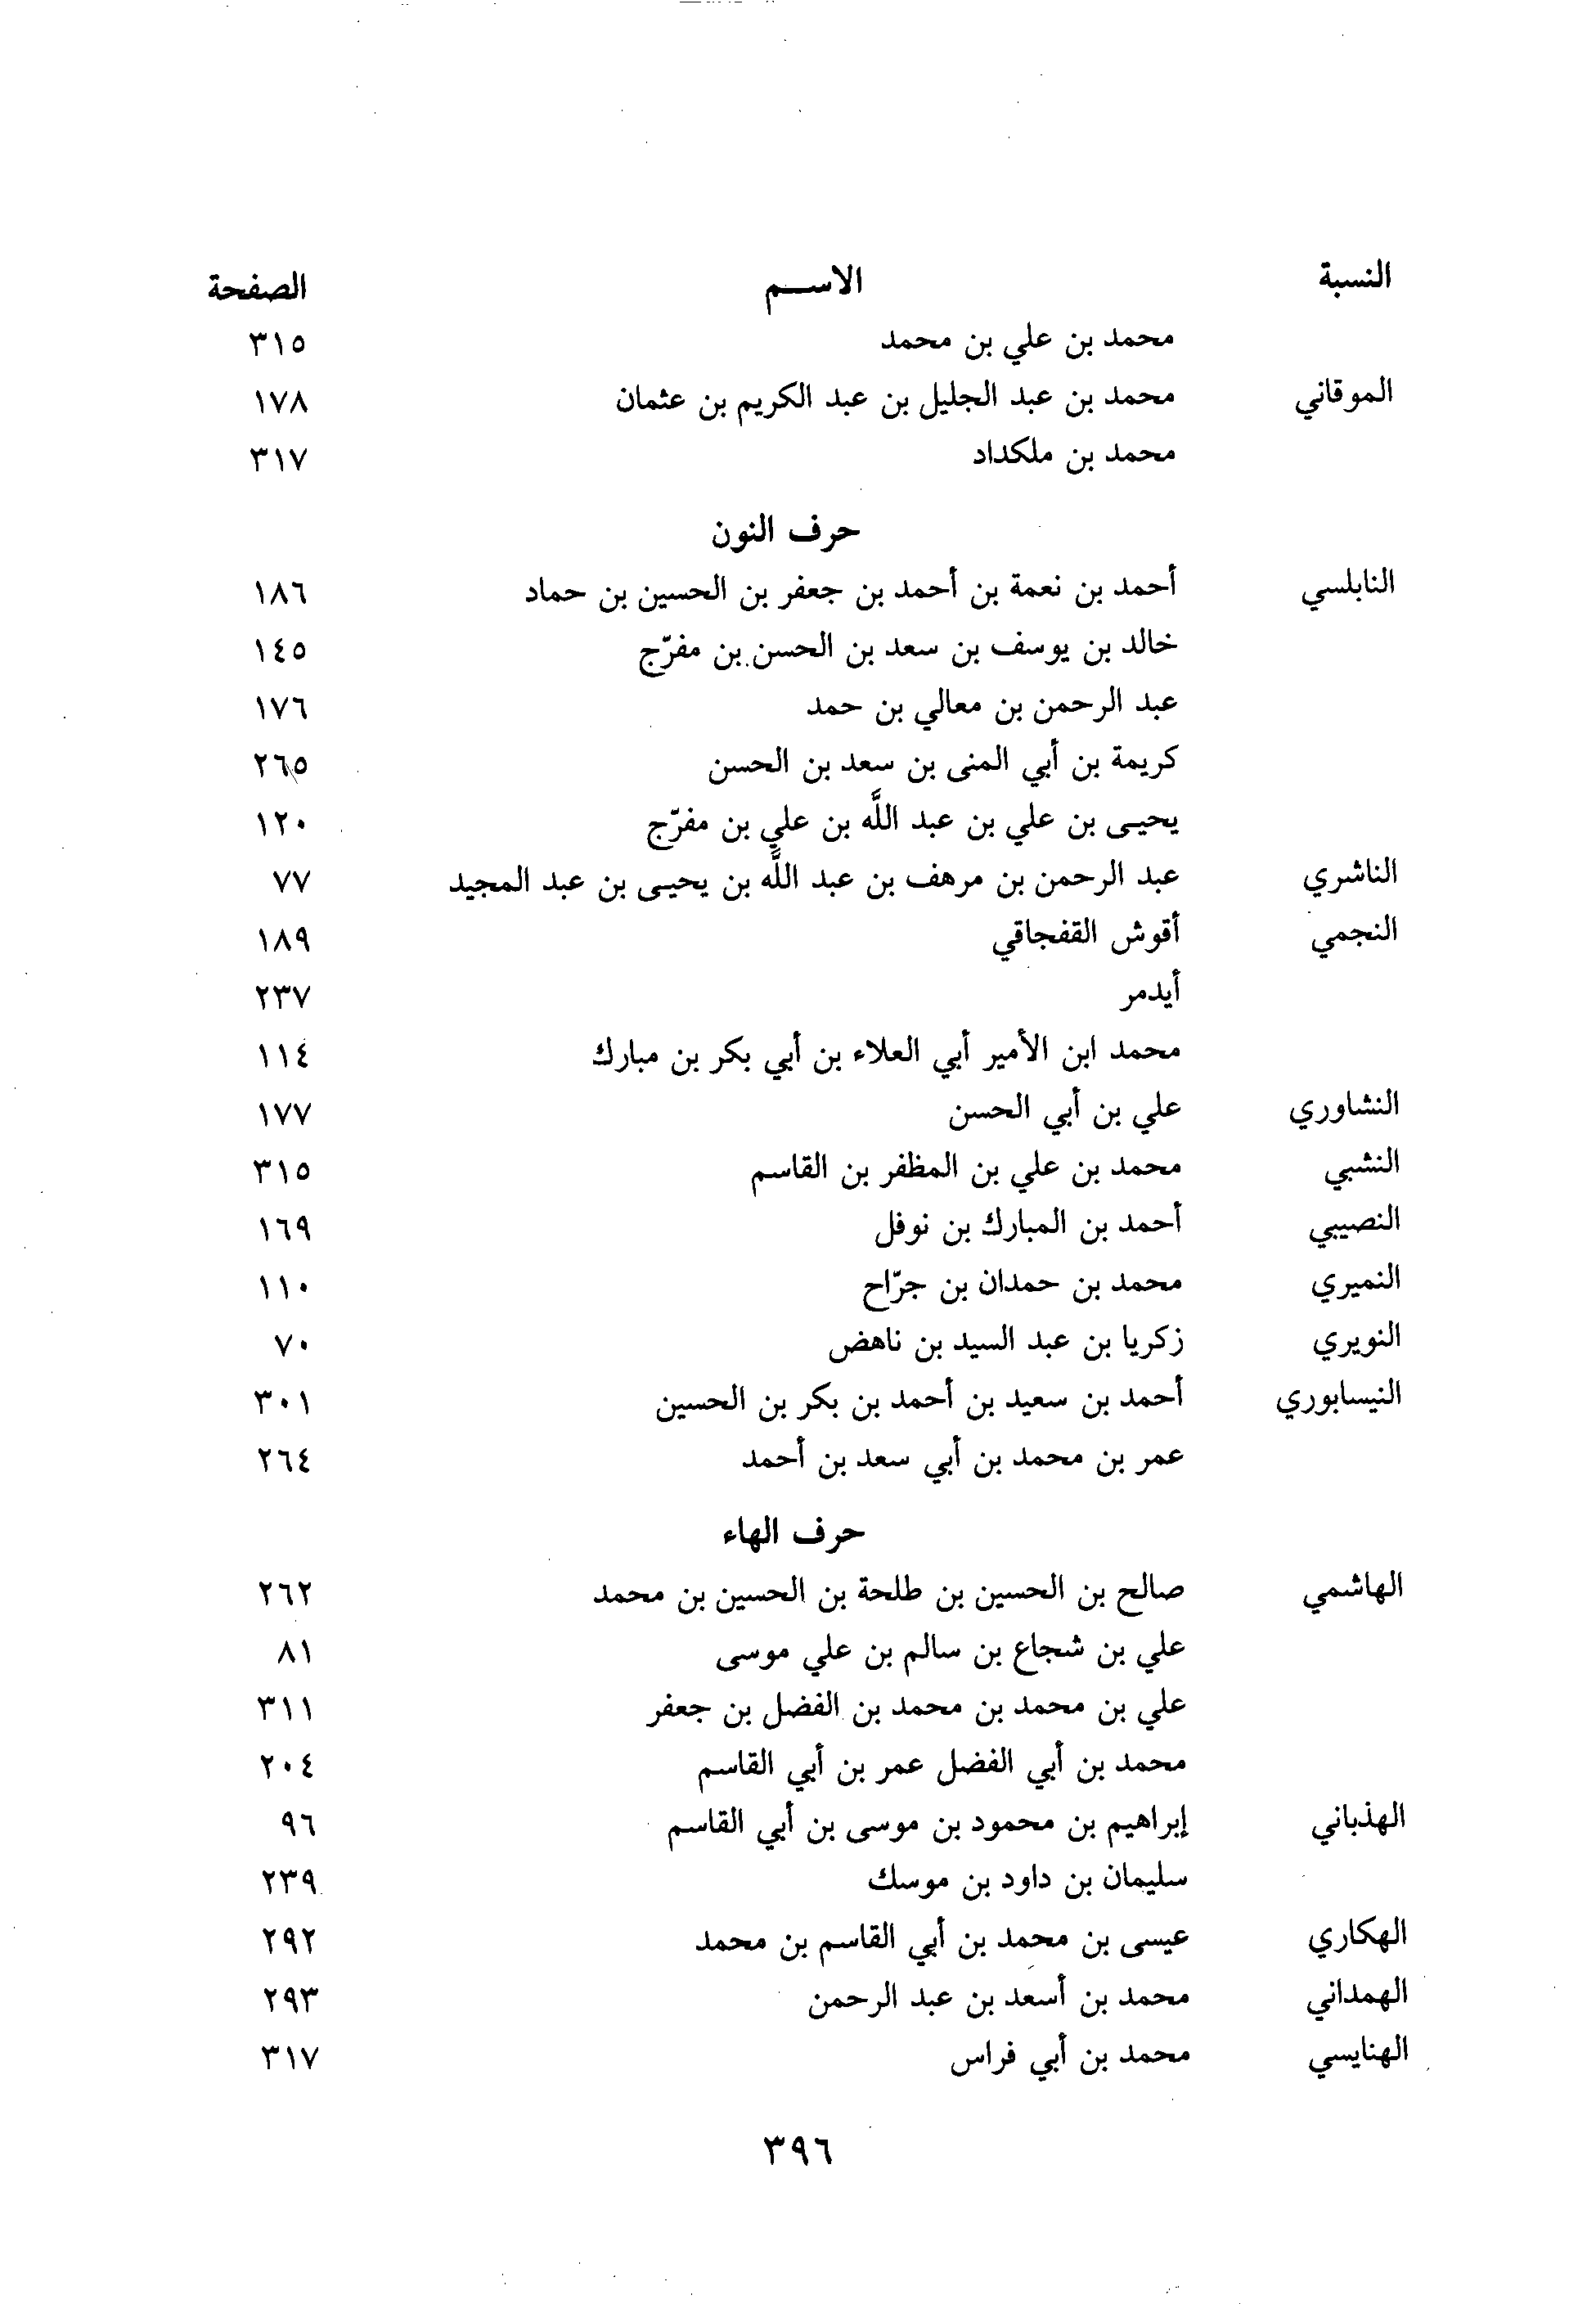 النسبة الاســـم الصفحة
محمد بن علي بن محمد ٣١٥
الموقاني محمد بن عبد الجليل بن عبد الكريم بن عثمان ١٧٨
محمد بن ملكداد ٣١٧
حرف النون
النابلسي أحمد بن نعمة بن أحمد بن جعفر بن الحسين بن حماد ١٨٦
خالد بن يوسف بن سعد بن الحسن بن مفرّج ١٤٥
عبد الرحمن بن معالي بن حمد ١٧٦
كريمة بن أبي المنى بن سعد بن الحسن ٢٦٥
يحيـى بن علي بن عبد اللَّه بن علي بن مفرّج ١٢٠
الناشري عبد الرحمن بن مرهف بن عبد اللَّه بن يحيـى بن عبد المجيد ٧٧
النجمي أقوش القفجاقي ١٨٩
أيدمر ٢٣٧
محمد ابن الأمير أبي العلاء بن أبي بكر بن مبارك ١١٤
النشاوري علي بن أبي الحسن ١٧٧
النشبي محمد بن علي بن المظفر بن القاسم ٣١٥
النصيبي أحمد بن المبارك بن نوفل ١٦٩
النميري محمد بن حمدان بن جرّاح ١١٠
النويري زكريا بن عبد السيد بن ناهض ٧٠
النيسابوري أحمد بن سعيد بن أحمد بن بكر بن الحسين ٣٠١
عمر بن محمد بن أبي سعد بن أحمد ٢٦٤
حرف الهاء
الهاشمي صالح بن الحسين بن طلحة بن الحسين بن محمد ٢٦٢
علي بن شجاع بن سالم بن علي موسى ٨١
علي بن محمد بن محمد بن الفضل بن جعفر ٣١١
محمد بن أبي الفضل عمر بن أبي القاسم ٢٠٤
الهذباني إبراهيم بن محمود بن موسى بن أبي القاسم ٩٦
سليمان بن داود بن موسك ٢٣٩
الهكاري عيسى بن محمد بن أبي القاسم بن محمد ٢٩٢
الهمداني محمد بن أسعد بن عبد الرحمن ٢٩٣
الهنايسي محمد بن أبي فراس ٣١٧
٣٩٦